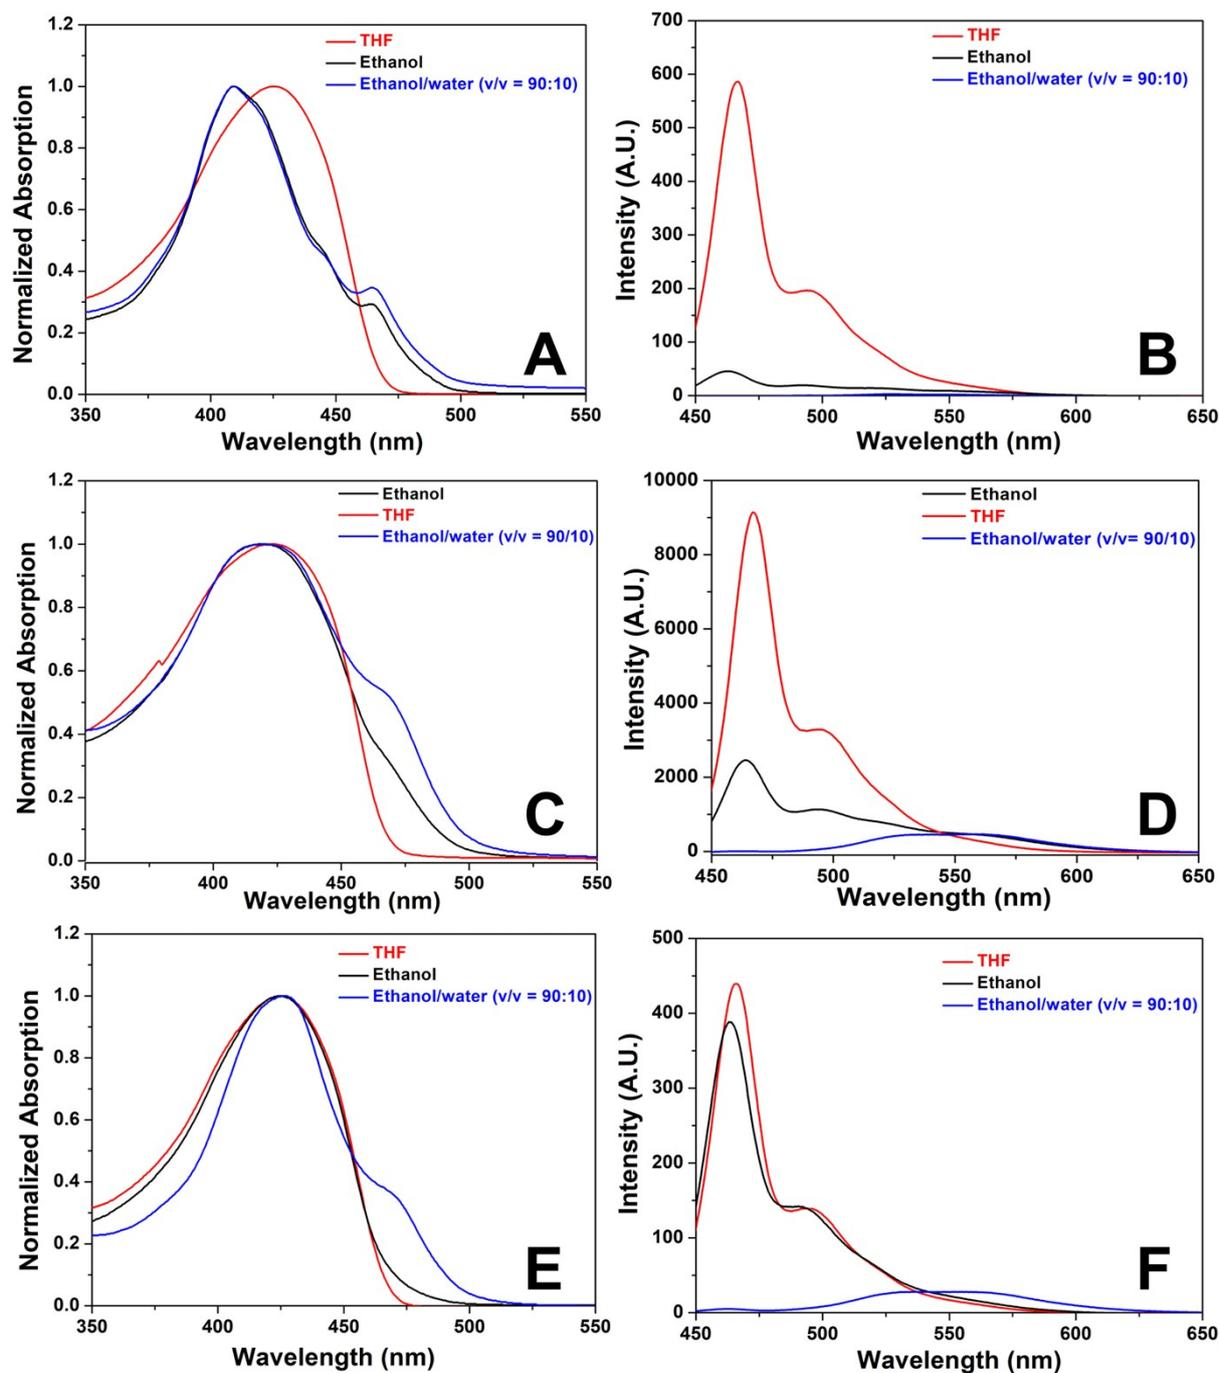 1.2
1.0
0.8
0.6
0.4
0.2
0.0
Normalized Absorption
THF
Ethanol
Ethanol/water (v/v = 90:10)
A
350 400 450 500 550
Wavelength (nm)
700
600
500
400
300
200
100
0
Intensity (A.U.)
THF
Ethanol
Ethanol/water (v/v = 90:10)
B
450 500 550 600 650
Wavelength (nm)
1.2
1.0
0.8
0.6
0.4
0.2
0.0
Normalized Absorption
Ethanol
THF
Ethanol/water (v/v = 90/10)
C
350 400 450 500 550
Wavelength (nm)
10000
8000
6000
4000
2000
0
Intensity (A.U.)
Ethanol
THF
Ethanol/water (v/v= 90/10)
D
450 500 550 600 650
Wavelength (nm)
1.2
1.0
0.8
0.6
0.4
0.2
0.0
Normalized Absorption
THF
Ethanol
Ethanol/water (v/v = 90:10)
E
350 400 450 500 550
Wavelength (nm)
500
400
300
200
100
0
Intensity (A.U.)
THF
Ethanol
Ethanol/water (v/v = 90:10)
F
450 500 550 600 650
Wavelength (nm)